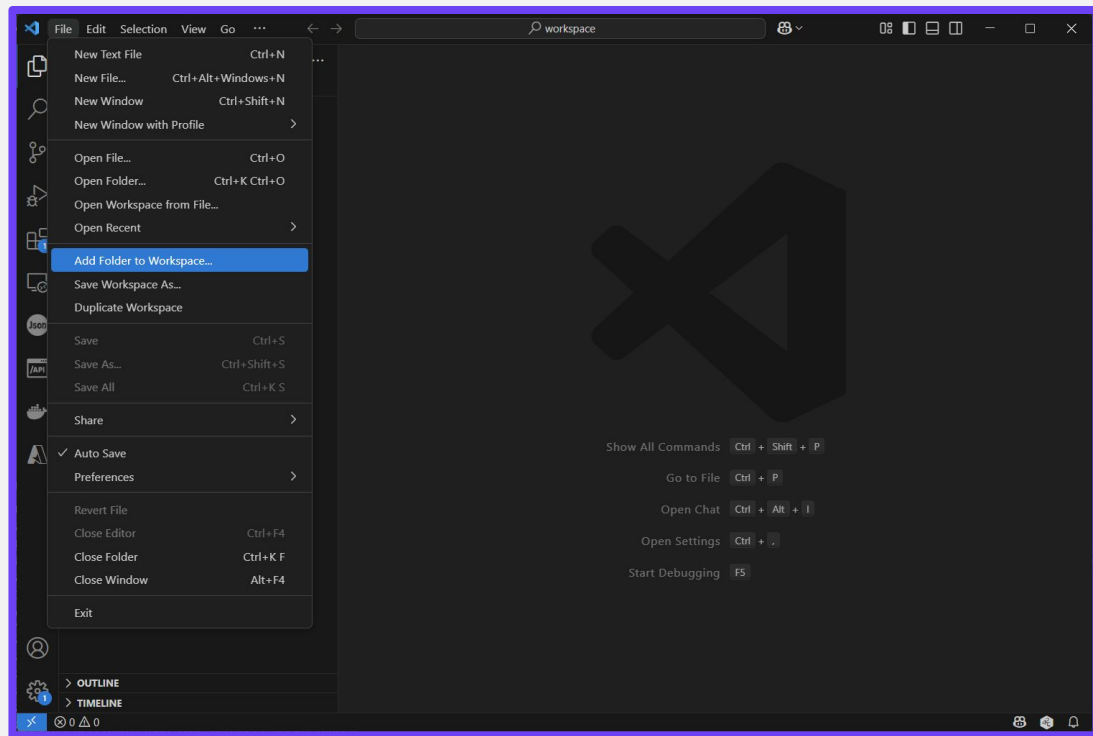 File Edit Selection View Go ... workspace
New Text File Ctrl+N
New File... Ctrl+Alt+Windows+N
New Window Ctrl+Shift+N
New Window with Profile
Open File... Ctrl+O
Open Folder... Ctrl+K Ctrl+O
Open Workspace from File...
Open Recent
Add Folder to Workspace...
Save Workspace As...
Duplicate Workspace
Save Ctrl+S
Save As... Ctrl+Shift+S
Save All Ctrl+K S
Share
Auto Save
Preferences
Revert File
Close Editor Ctrl+F4
Close Folder Ctrl+K F
Close Window Alt+F4
Exit
1
Json
/API
1
OUTLINE
TIMELINE
0 0
Show All Commands Ctrl + Shift + P
Go to File Ctrl + P
Open Chat Ctrl + Alt + I
Open Settings Ctrl + ,
Start Debugging F5